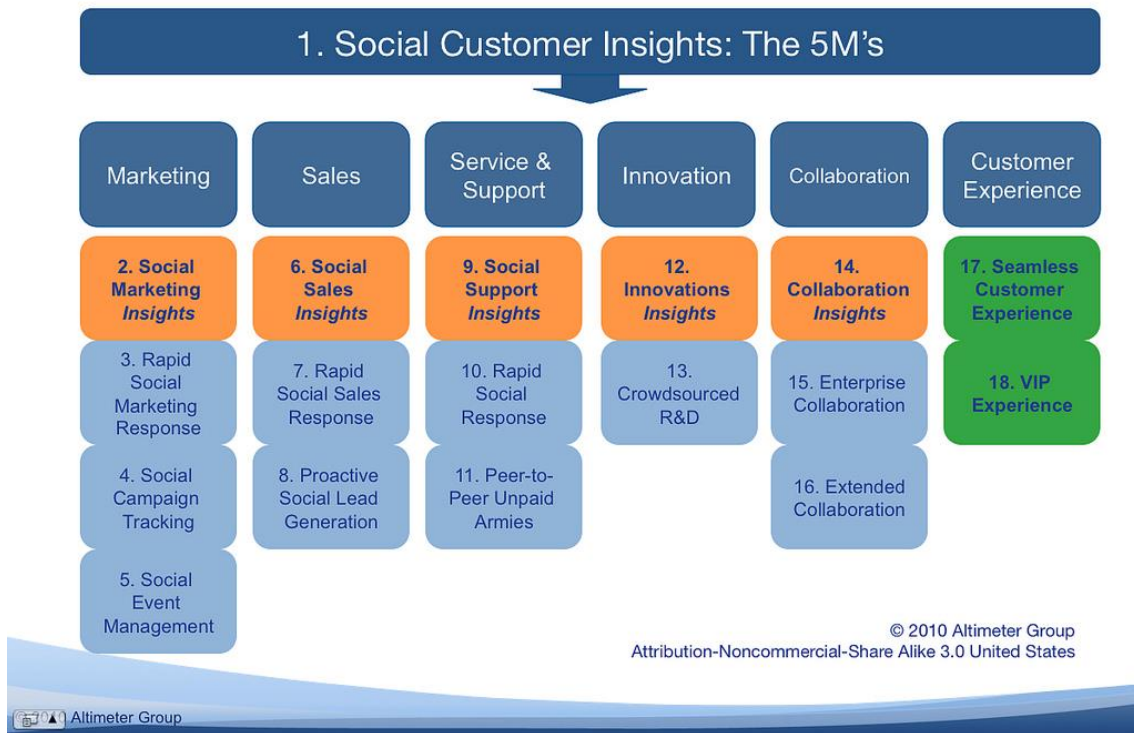 1. Social Customer Insights: The 5M's
Marketing
Sales
Service &
Support
Innovation
Collaboration
Customer
Experience
2. Social
Marketing
Insights
6. Social
Sales
Insights
9. Social
Support
Insights
12.
Innovations
Insights
14.
Collaboration
Insights
17. Seamless
Customer
Experience
3. Rapid
Social
Marketing
Response
7. Rapid
Social Sales
Response
10. Rapid
Social
Response
13.
Crowdsourced
R&D
15. Enterprise
Collaboration
18. VIP
Experience
4. Social
Campaign
Tracking
8. Proactive
Social Lead
Generation
11. Peer-to-
Peer Unpaid
Armies
16. Extended
Collaboration
5. Social
Event
Management
© 2010 Altimeter Group
Attribution-Noncommercial-Share Alike 3.0 United States
Altimeter Group